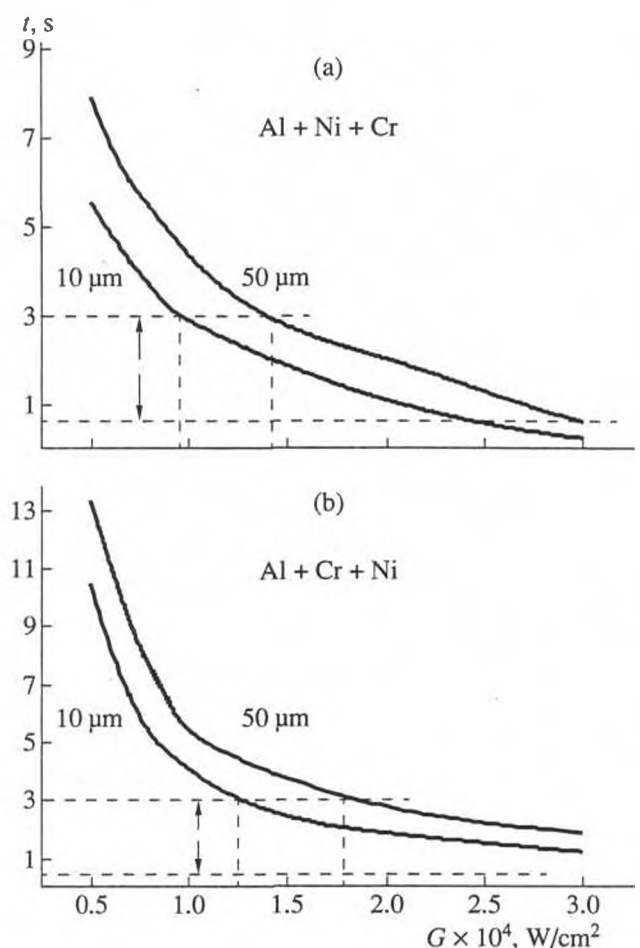 t, s
(a)
9
Al + Ni + Cr
7
5
10 µm
50 µm
3
1
(b)
13
11
Al + Cr + Ni
9
7
10 µm
50 µm
5
3
1
0.5 1.0 1.5 2.0 2.5 3.0
G × 10⁴, W/cm²